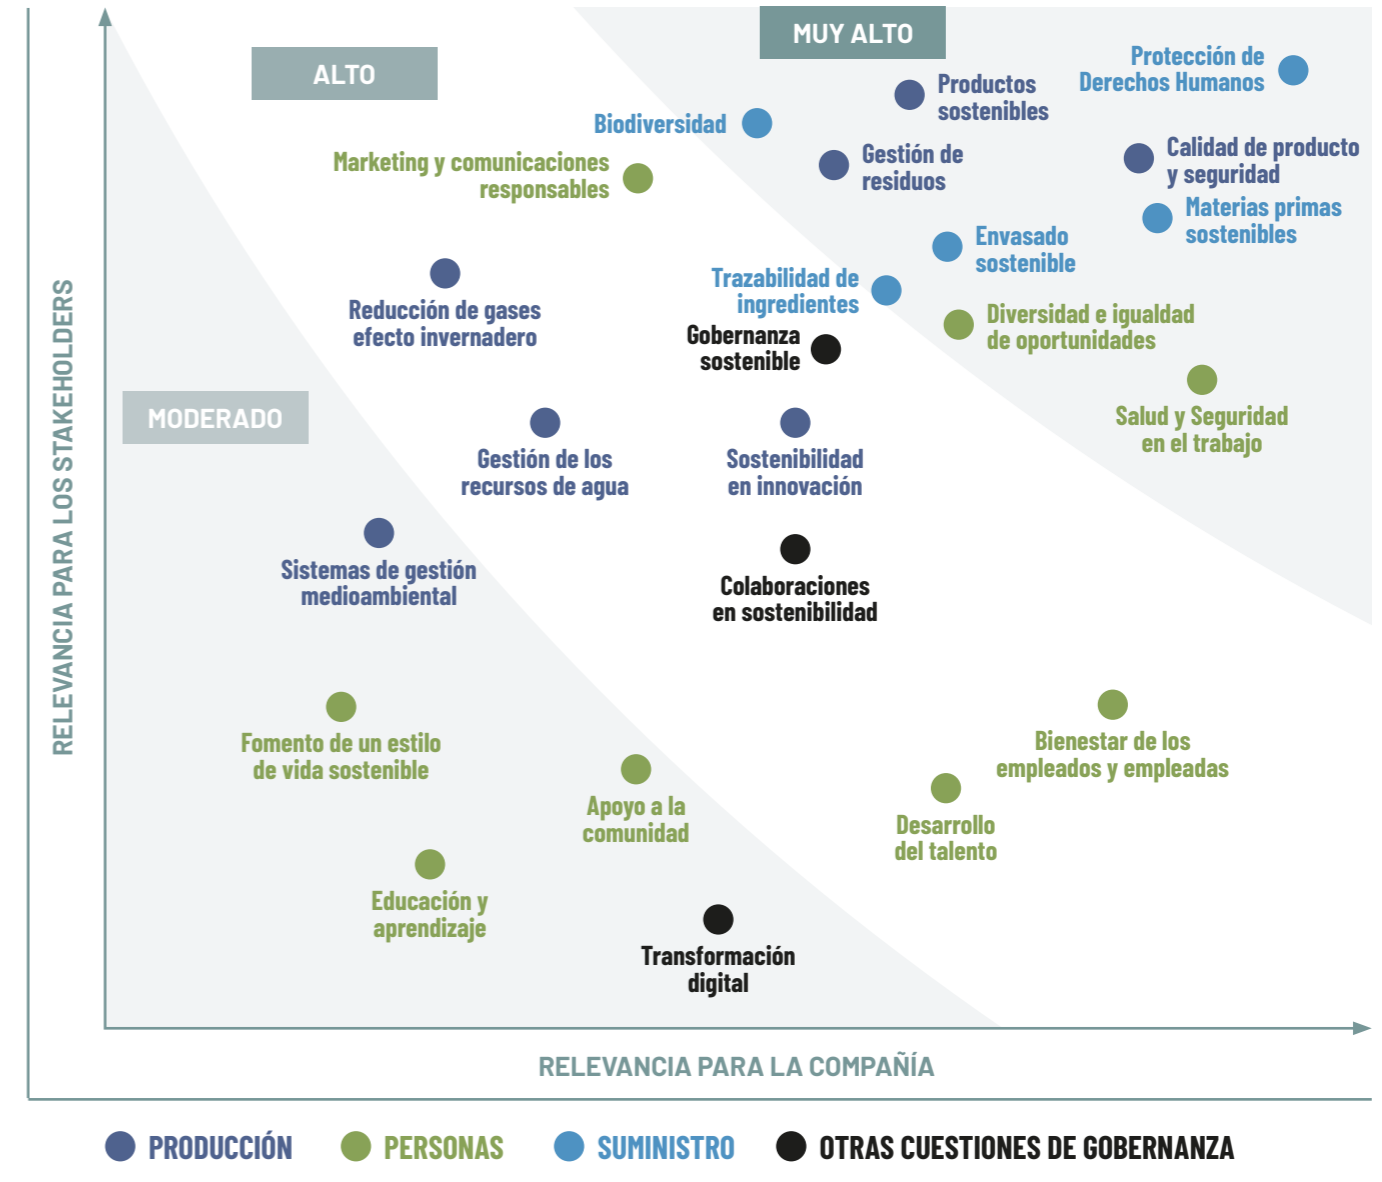 MUY ALTO
ALTO
Protección de
Derechos Humanos
Productos
sostenibles
Biodiversidad
Marketing y comunicaciones
responsables
Gestión de
residuos
Calidad de producto
y seguridad
Materias primas
sostenibles
Envasado
sostenible
Trazabilidad de
ingredientes
Reducción de gases
efecto invernadero
Gobernanza
sostenible
Diversidad e igualdad
de oportunidades
MODERADO
Salud y Seguridad
en el trabajo
Gestión de los
recursos de agua
Sostenibilidad
en innovación
Sistemas de gestión
medioambiental
Colaboraciones
en sostenibilidad
Fomento de un estilo
de vida sostenible
Bienestar de los
empleados y empleadas
Apoyo a la
comunidad
Desarrollo
del talento
Educación y
aprendizaje
Transformación
digital
RELEVANCIA PARA LOS STAKEHOLDERS
RELEVANCIA PARA LA COMPAÑÍA
PRODUCCIÓN
PERSONAS
SUMINISTRO
OTRAS CUESTIONES DE GOBERNANZA